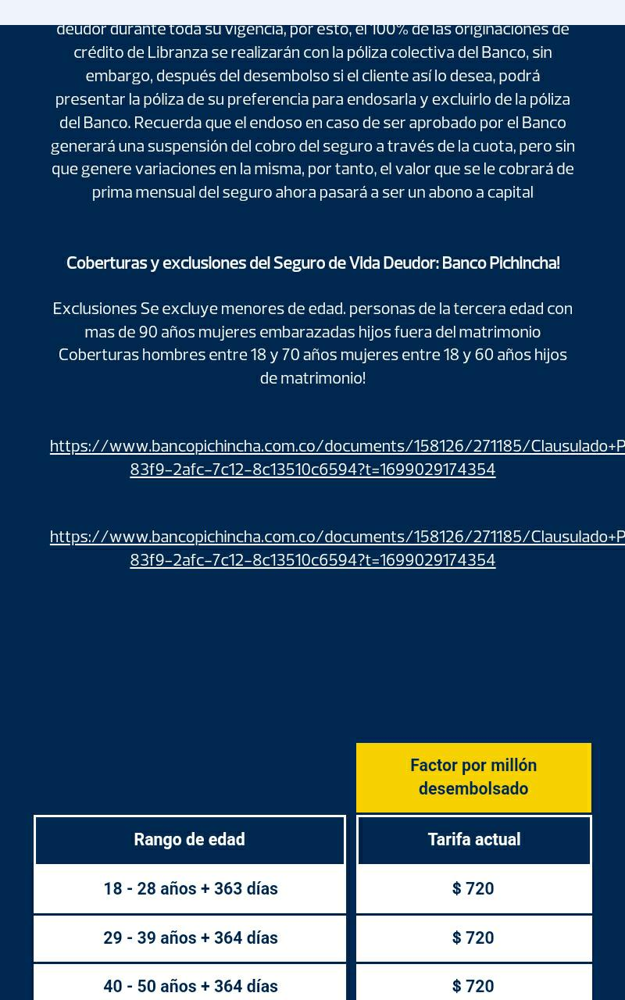 deudor durante toda su vigencia, por esto, el 100% de las originaciones de
crédito de Libranza se realizarán con la póliza colectiva del Banco, sin
embargo, después del desembolso si el cliente así lo desea, podrá
presentar la póliza de su preferencia para endosarla y excluirlo de la póliza
del Banco. Recuerda que el endoso en caso de ser aprobado por el Banco
generará una suspensión del cobro del seguro a través de la cuota, pero sin
que genere variaciones en la misma, por tanto, el valor que se le cobrará de
prima mensual del seguro ahora pasará a ser un abono a capital
Coberturas y exclusiones del Seguro de Vida Deudor: Banco Pichincha!
Exclusiones Se excluye menores de edad. personas de la tercera edad con
mas de 90 años mujeres embarazadas hijos fuera del matrimonio
Coberturas hombres entre 18 y 70 años mujeres entre 18 y 60 años hijos
de matrimonio!
https://www.bancopichincha.com.co/documents/158126/271185/Clausulado+P
83f9-2afc-7c12-8c13510c6594?t=1699029174354
https://www.bancopichincha.com.co/documents/158126/271185/Clausulado+P
83f9-2afc-7c12-8c13510c6594?t=1699029174354
Factor por millón
desembolsado
Rango de edad
Tarifa actual
18 - 28 años + 363 días
$ 720
29 - 39 años + 364 días
$ 720
40 - 50 años + 364 días
$ 720